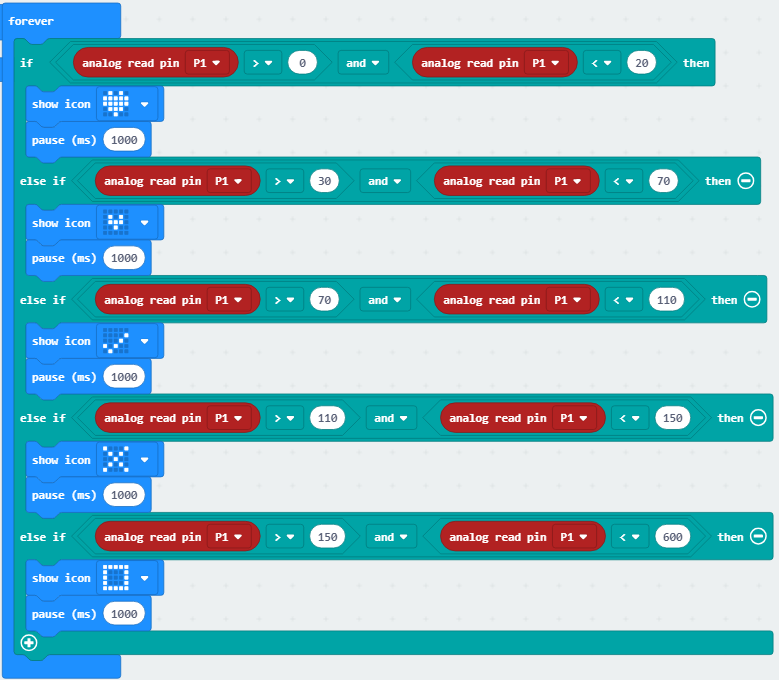 forever
if analog read pin P1 > 0 and analog read pin P1 < 20 then
show icon
pause (ms) 1000
else if analog read pin P1 > 30 and analog read pin P1 < 70 then
show icon
pause (ms) 1000
else if analog read pin P1 > 70 and analog read pin P1 < 110 then
show icon
pause (ms) 1000
else if analog read pin P1 > 110 and analog read pin P1 < 150 then
show icon
pause (ms) 1000
else if analog read pin P1 > 150 and analog read pin P1 < 600 then
show icon
pause (ms) 1000